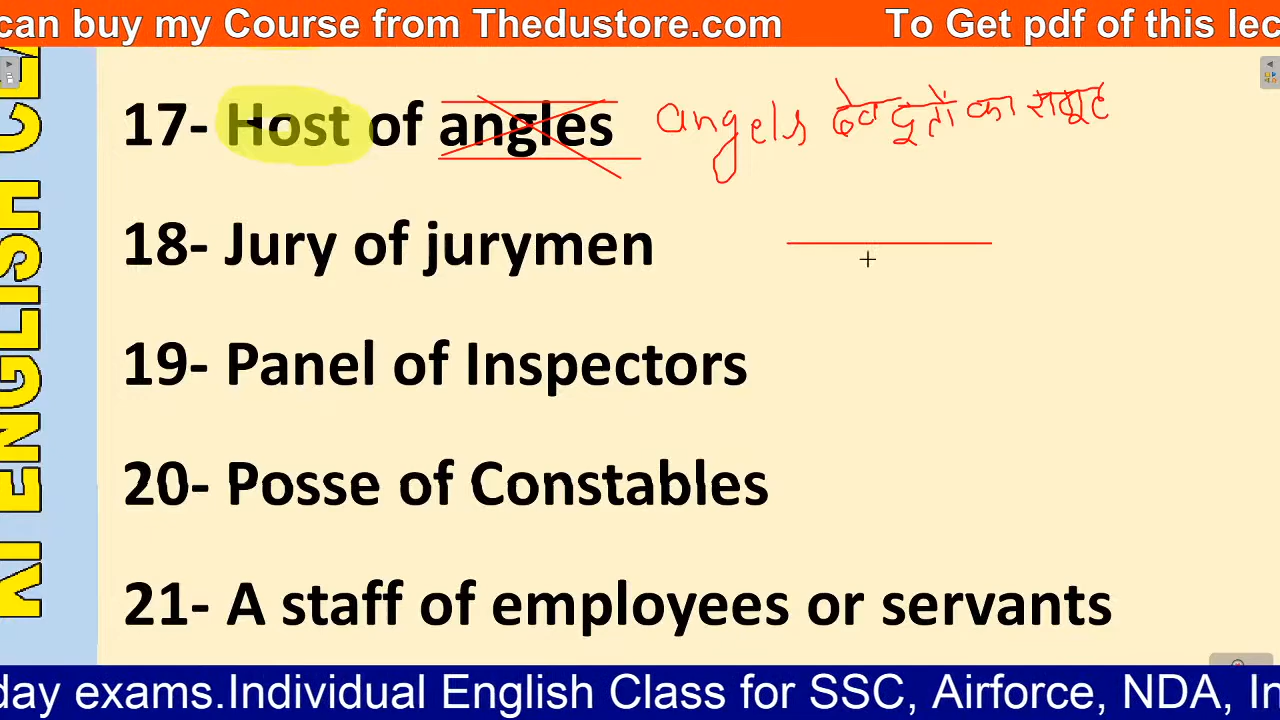 can buy my Course from Thedustore.com To Get pdf of this lec
17- Host of angles angels देवदूतों का समूह
18- Jury of jurymen
19- Panel of Inspectors
20- Posse of Constables
21- A staff of employees or servants
day exams.Individual English Class for SSC, Airforce, NDA, In
ENGLISH